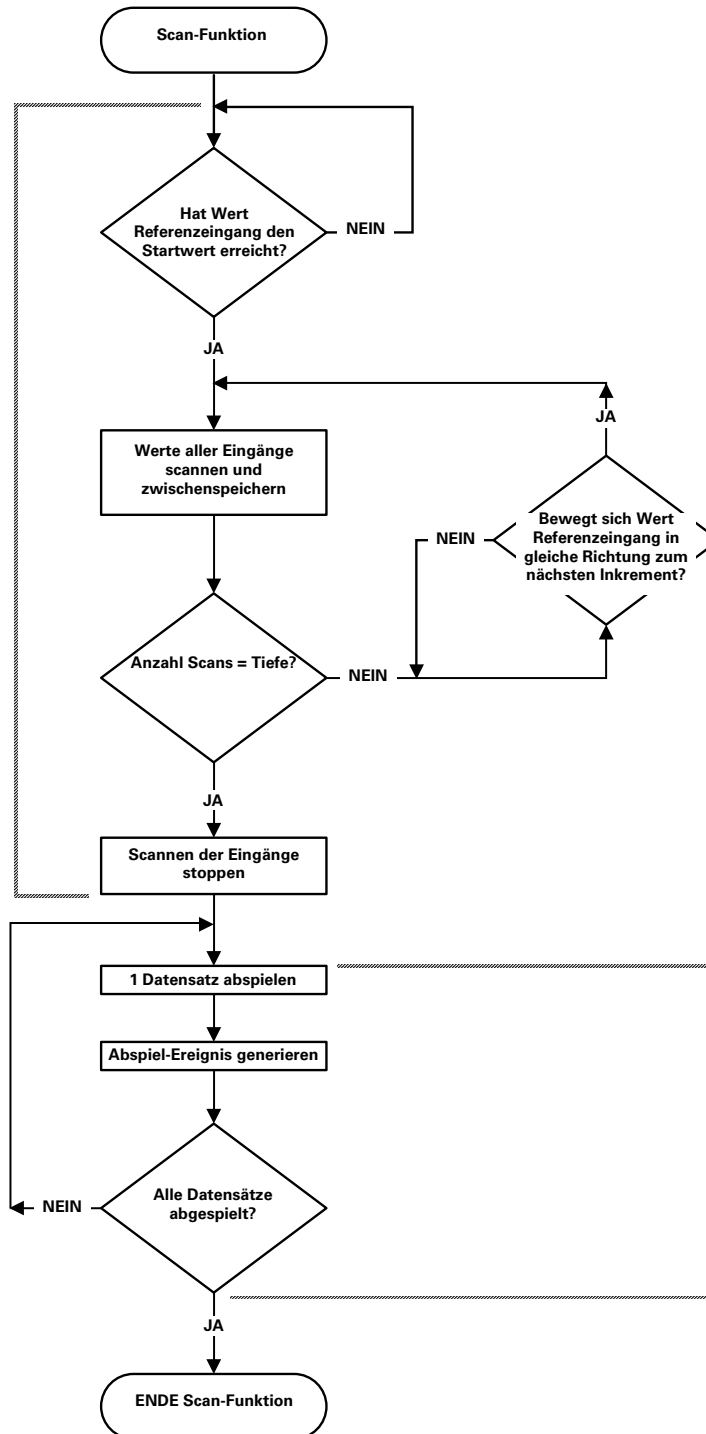 Scan-Funktion
Hat Wert
Referenzeingang den
Startwert erreicht?
NEIN
JA
JA
Werte aller Eingänge
scannen und
zwischenspeichern
Bewegt sich Wert
Referenzeingang in
gleiche Richtung zum
nächsten Inkrement?
NEIN
Anzahl Scans = Tiefe?
NEIN
JA
Scannen der Eingänge
stoppen
1 Datensatz abspielen
Abspiel-Ereignis generieren
Alle Datensätze
abgespielt?
NEIN
JA
ENDE Scan-Funktion